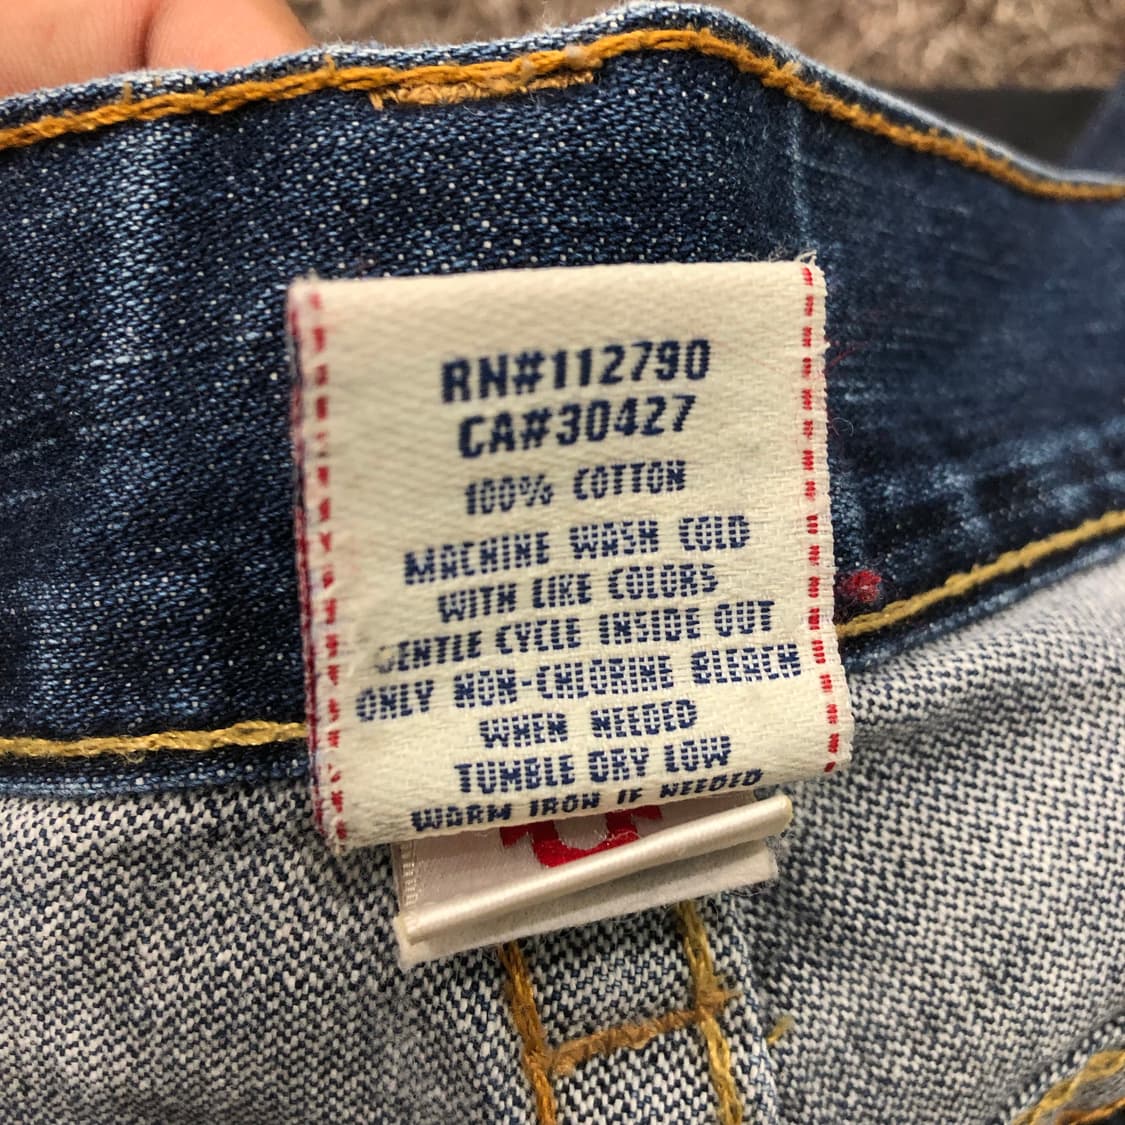 RN#112790
CA#30427
100% COTTON
MACHINE WASH COLD
WITH LIKE COLORS
GENTLE CYCLE INSIDE OUT
ONLY NON-CHLORINE BLEACH
WHEN NEEDED
TUMBLE DRY LOW
WARM IRON IF NEEDED